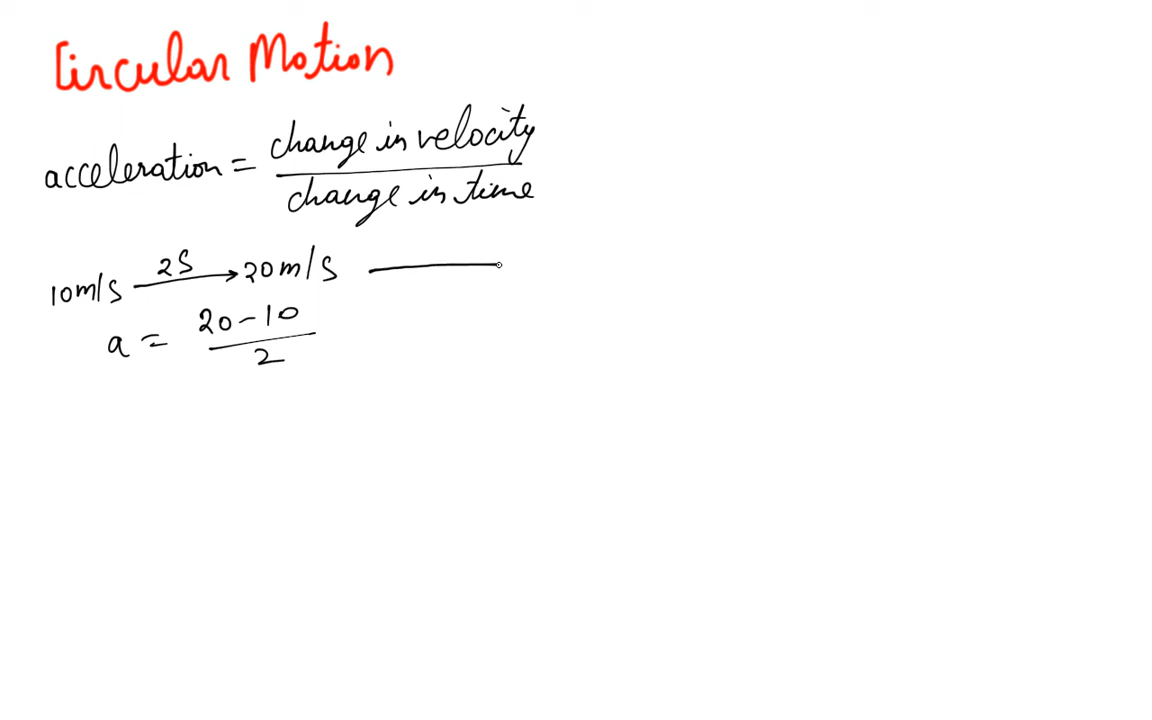 Circular Motion
acceleration = change in velocity / change in time
10m/s 2s → 20m/s
a = 20-10 / 2